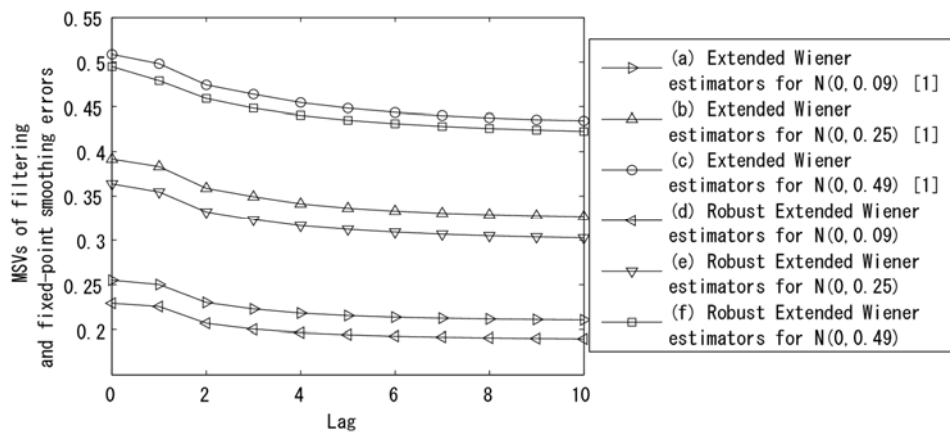 0.55
0.5
0.45
0.4
0.35
0.3
0.25
0.2
MSVs of filtering
and fixed-point smoothing errors
0 2 4 6 8 10
Lag
(a) Extended Wiener
estimators for N(0,0.09) [1]
(b) Extended Wiener
estimators for N(0,0.25) [1]
(c) Extended Wiener
estimators for N(0,0.49) [1]
(d) Robust Extended Wiener
estimators for N(0,0.09)
(e) Robust Extended Wiener
estimators for N(0,0.25)
(f) Robust Extended Wiener
estimators for N(0,0.49)